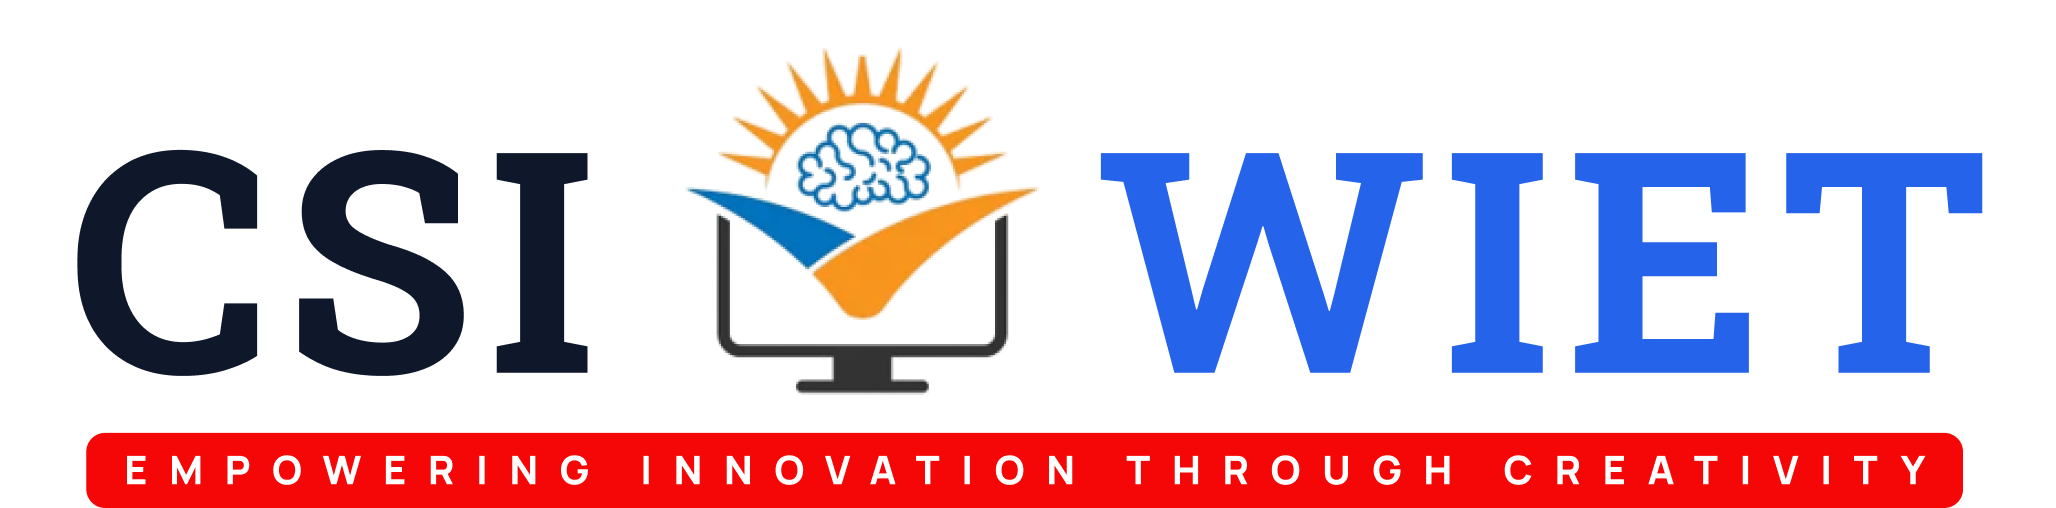 CSI WIET
EMPOWERING INNOVATION THROUGH CREATIVITY